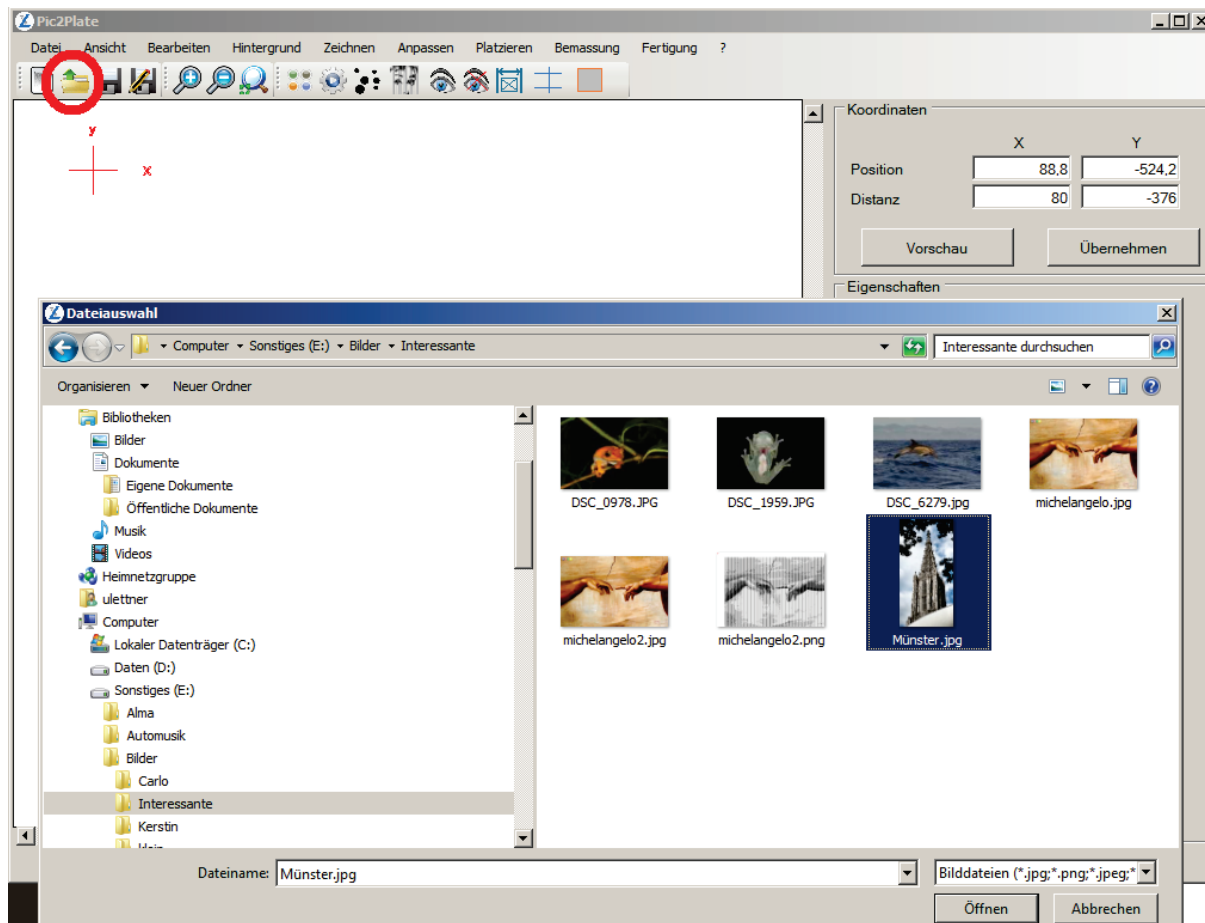 Pic2Plate
Datei Ansicht Bearbeiten Hintergrund Zeichnen Anpassen Platzieren Bemassung Fertigung ?
Koordinaten
X Y
Position 88,8 -524,2
Distanz 80 -376
Vorschau Übernehmen
Eigenschaften
y
x
Dateiauswahl
Computer Sonstiges (E:) Bilder Interessante
Interessante durchsuchen
Organisieren Neuer Ordner
Bibliotheken
Bilder
Dokumente
Eigene Dokumente
Öffentliche Dokumente
Musik
Videos
Heimnetzgruppe
ulettner
Computer
Lokaler Datenträger (C:)
Daten (D:)
Sonstiges (E:)
Alma
Automusik
Bilder
Carlo
Interessante
Kerstin
DSC_0978.JPG DSC_1959.JPG DSC_6279.jpg michelangelo.jpg
michelangelo2.jpg michelangelo2.png Münster.jpg
Dateiname: Münster.jpg
Bilddateien (*.jpg;*.png;*.jpeg;*
Öffnen Abbrechen